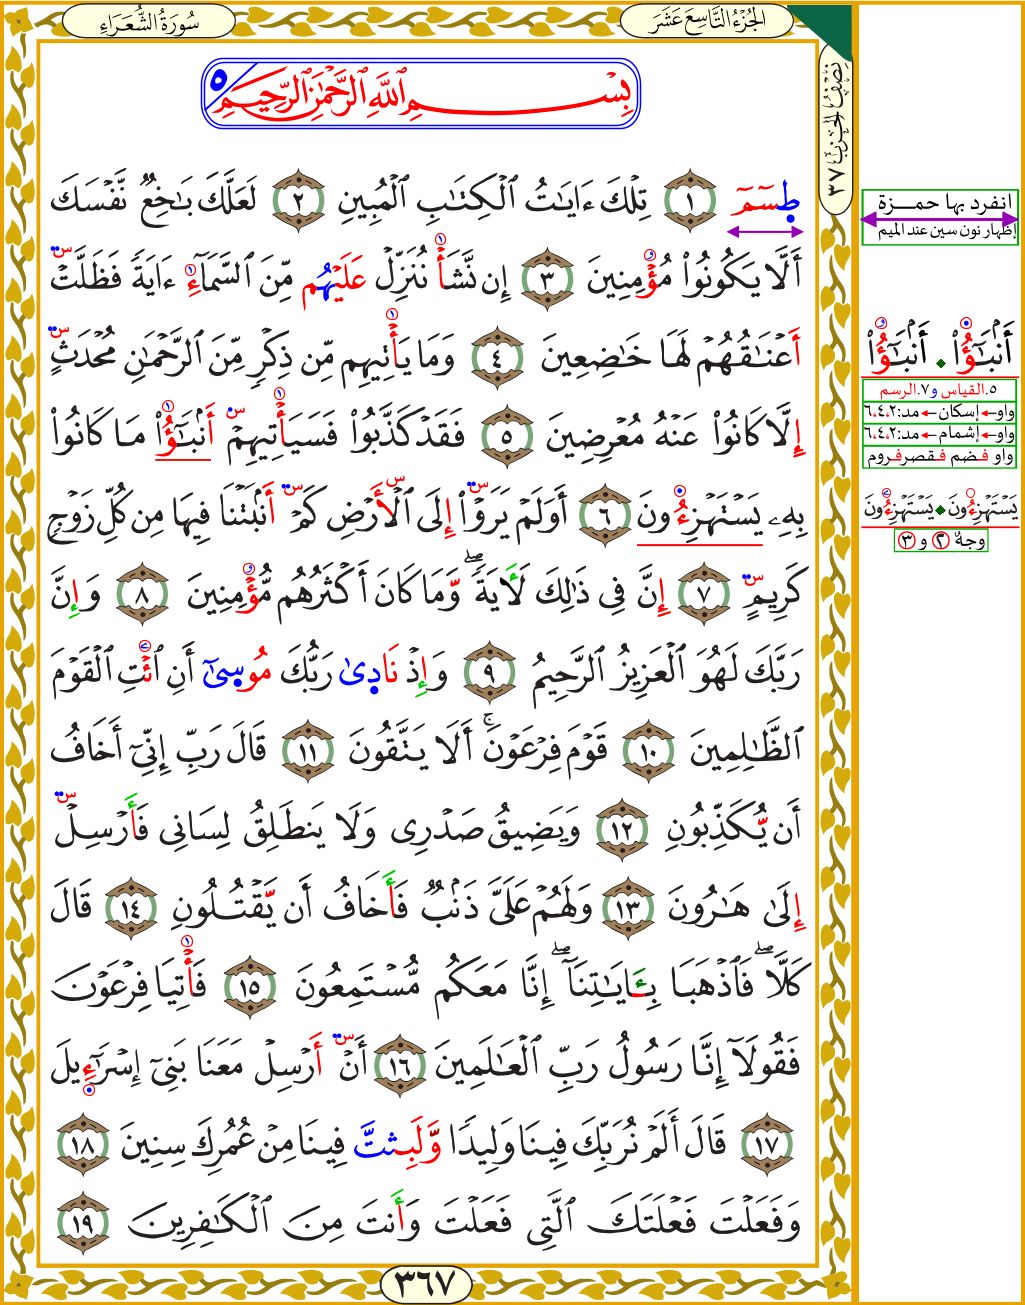 سُورَةُ الشُّعَرَاءِ
الجُزْءُ التَّاسِعَ عَشَرَ
نِصْفُ الحِزْب ٣٧
٥
بِسْمِ ٱللَّهِ ٱلرَّحْمَٰنِ ٱلرَّحِيمِ
طسٓمٓ ١ تِلْكَ ءَايَٰتُ ٱلْكِتَٰبِ ٱلْمُبِينِ ٢ لَعَلَّكَ بَٰخِعٌ نَّفْسَكَ
أَلَّا يَكُونُواْ مُؤْمِنِينَ ٣ إِن نَّشَأْ نُنَزِّلْ عَلَيْهُم مِّنَ ٱلسَّمَآءِ ءَايَةً فَظَلَّتْ
أَعْنَٰقُهُمْ لَهَا خَٰضِعِينَ ٤ وَمَا يَأْتِيهِم مِّن ذِكْرٍ مِّنَ ٱلرَّحْمَٰنِ مُحْدَثٍ
إِلَّا كَانُواْ عَنْهُ مُعْرِضِينَ ٥ فَقَدْ كَذَّبُواْ فَسَيَأْتِيهِمْ أَنۢبَٰٓؤُاْ مَا كَانُواْ
بِهِۦ يَسْتَهْزِءُونَ ٦ أَوَلَمْ يَرَوْاْ إِلَى ٱلْأَرْضِ كَمْ أَنۢبَتْنَا فِيهَا مِن كُلِّ زَوْجٍ
كَرِيمٍ ٧ إِنَّ فِى ذَٰلِكَ لَأٓيَةً ۖ وَّمَا كَانَ أَكْثَرُهُم مُّؤْمِنِينَ ٨ وَإِنَّ
رَبَّكَ لَهُوَ ٱلْعَزِيزُ ٱلرَّحِيمُ ٩ وَإِذْ نَادِىٰ رَبُّكَ مُوسِىٰٓ أَنِ ٱئْتِ ٱلْقَوْمَ
ٱلظَّٰلِمِينَ ١٠ قَوْمَ فِرْعَوْنَ ۚ أَلَا يَتَّقُونَ ١١ قَالَ رَبِّ إِنِّىٓ أَخَافُ
أَن يُّكَذِّبُونِ ١٢ وَيَضِيقُ صَدْرِى وَلَا يَنطَلِقُ لِسَانِى فَأَرْسِلْ
إِلَىٰ هَٰرُونَ ١٣ وَلَهُمْ عَلَىَّ ذَنۢبٌ فَأَخَافُ أَن يَّقْتُلُونِ ١٤ قَالَ
كَلَّا ۖ فَٱذْهَبَا بِـَٔايَٰتِنَآ ۖ إِنَّا مَعَكُم مُّسْتَمِعُونَ ١٥ فَأْتِيَا فِرْعَوْنَ
فَقُولَآ إِنَّا رَسُولُ رَبِّ ٱلْعَٰلَمِينَ ١٦ أَنْ أَرْسِلْ مَعَنَا بَنِىٓ إِسْرَٰٓءِيلَ
١٧ قَالَ أَلَمْ نُرَبِّكَ فِينَا وَلِيدًا وَّلَبِثتَّ فِينَا مِنْ عُمُرِكَ سِنِينَ ١٨
وَفَعَلْتَ فَعْلَتَكَ ٱلَّتِى فَعَلْتَ وَأَنتَ مِنَ ٱلْكَٰفِرِينَ ١٩
٣٦٧
انفرد بها حمزة
إظهار نون سين عند الميم
أَنۢبَٰٓؤُاْ . أَنۢبَٰٓؤُاْ
٥.القياس و٧.الرسم
واو←إسكان←مد:٦،٤،٢
واو←إشمام←مد:٦،٤،٢
واو فضم فقصر فروم
يَسْتَهْزِءُونَ يَسْتَهْزِءُونَ
وجهٌ ٢ و ٣